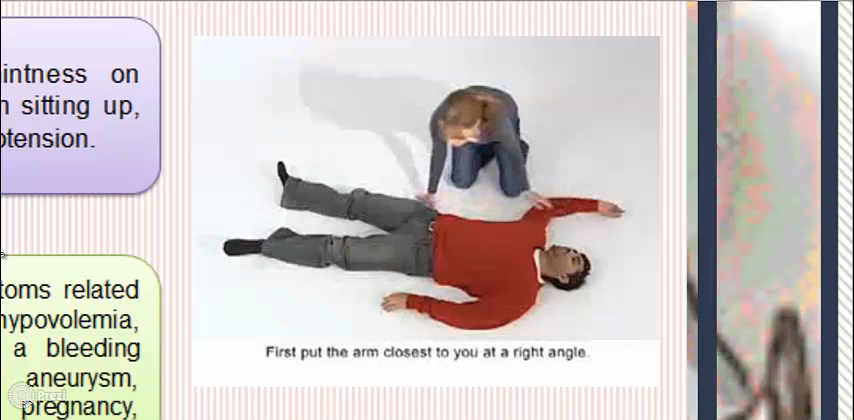 intness on
sitting up,
otension.
toms related
hypovolemia,
a bleeding
aneurysm,
pregnancy,
First put the arm closest to you at a right angle.
Prezi